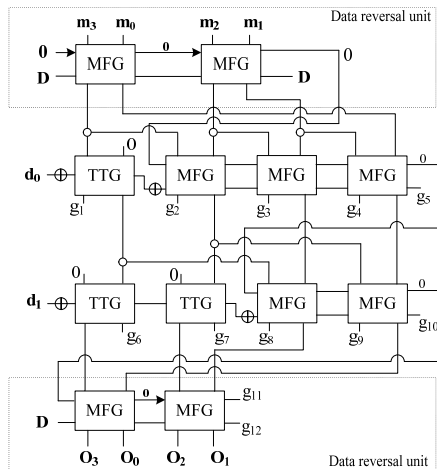 Data reversal unit
m3 m0 m2 m1
0 MFG 0 MFG 0
D D
0 0
d0 TTG MFG MFG MFG
g1 g2 g3 g4 g5
0 0 0
d1 TTG TTG MFG MFG
g6 g7 g8 g9 g10
MFG 0 MFG g11
D g12
O3 O0 O2 O1
Data reversal unit